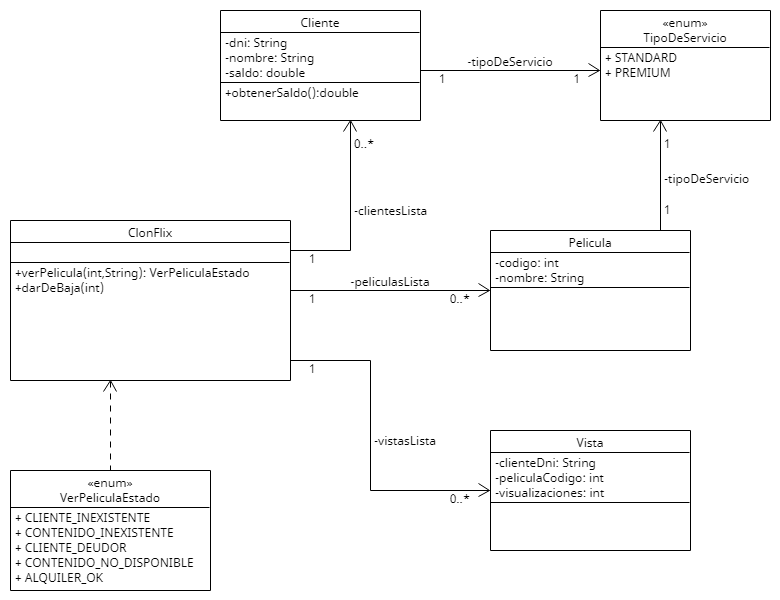 Cliente
-dni: String
-nombre: String
-saldo: double
+obtenerSaldo():double
-tipoDeServicio
1
1
«enum»
TipoDeServicio
+ STANDARD
+ PREMIUM
0..*
-clientesLista
1
-tipoDeServicio
1
ClonFlix
+verPelicula(int,String): VerPeliculaEstado
+darDeBaja(int)
1
-peliculasLista
1
0..*
Pelicula
-codigo: int
-nombre: String
1
-vistasLista
0..*
Vista
-clienteDni: String
-peliculaCodigo: int
-visualizaciones: int
«enum»
VerPeliculaEstado
+ CLIENTE_INEXISTENTE
+ CONTENIDO_INEXISTENTE
+ CLIENTE_DEUDOR
+ CONTENIDO_NO_DISPONIBLE
+ ALQUILER_OK